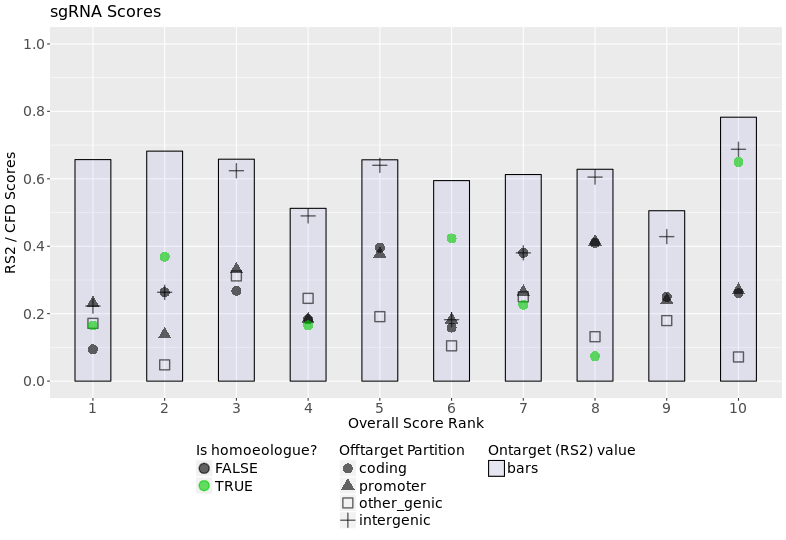 sgRNA Scores
RS2 / CFD Scores
1.0
0.8
0.6
0.4
0.2
0.0
1 2 3 4 5 6 7 8 9 10
Overall Score Rank
Is homoeologue? Offtarget Partition Ontarget (RS2) value
FALSE coding bars
TRUE promoter
other_genic
intergenic